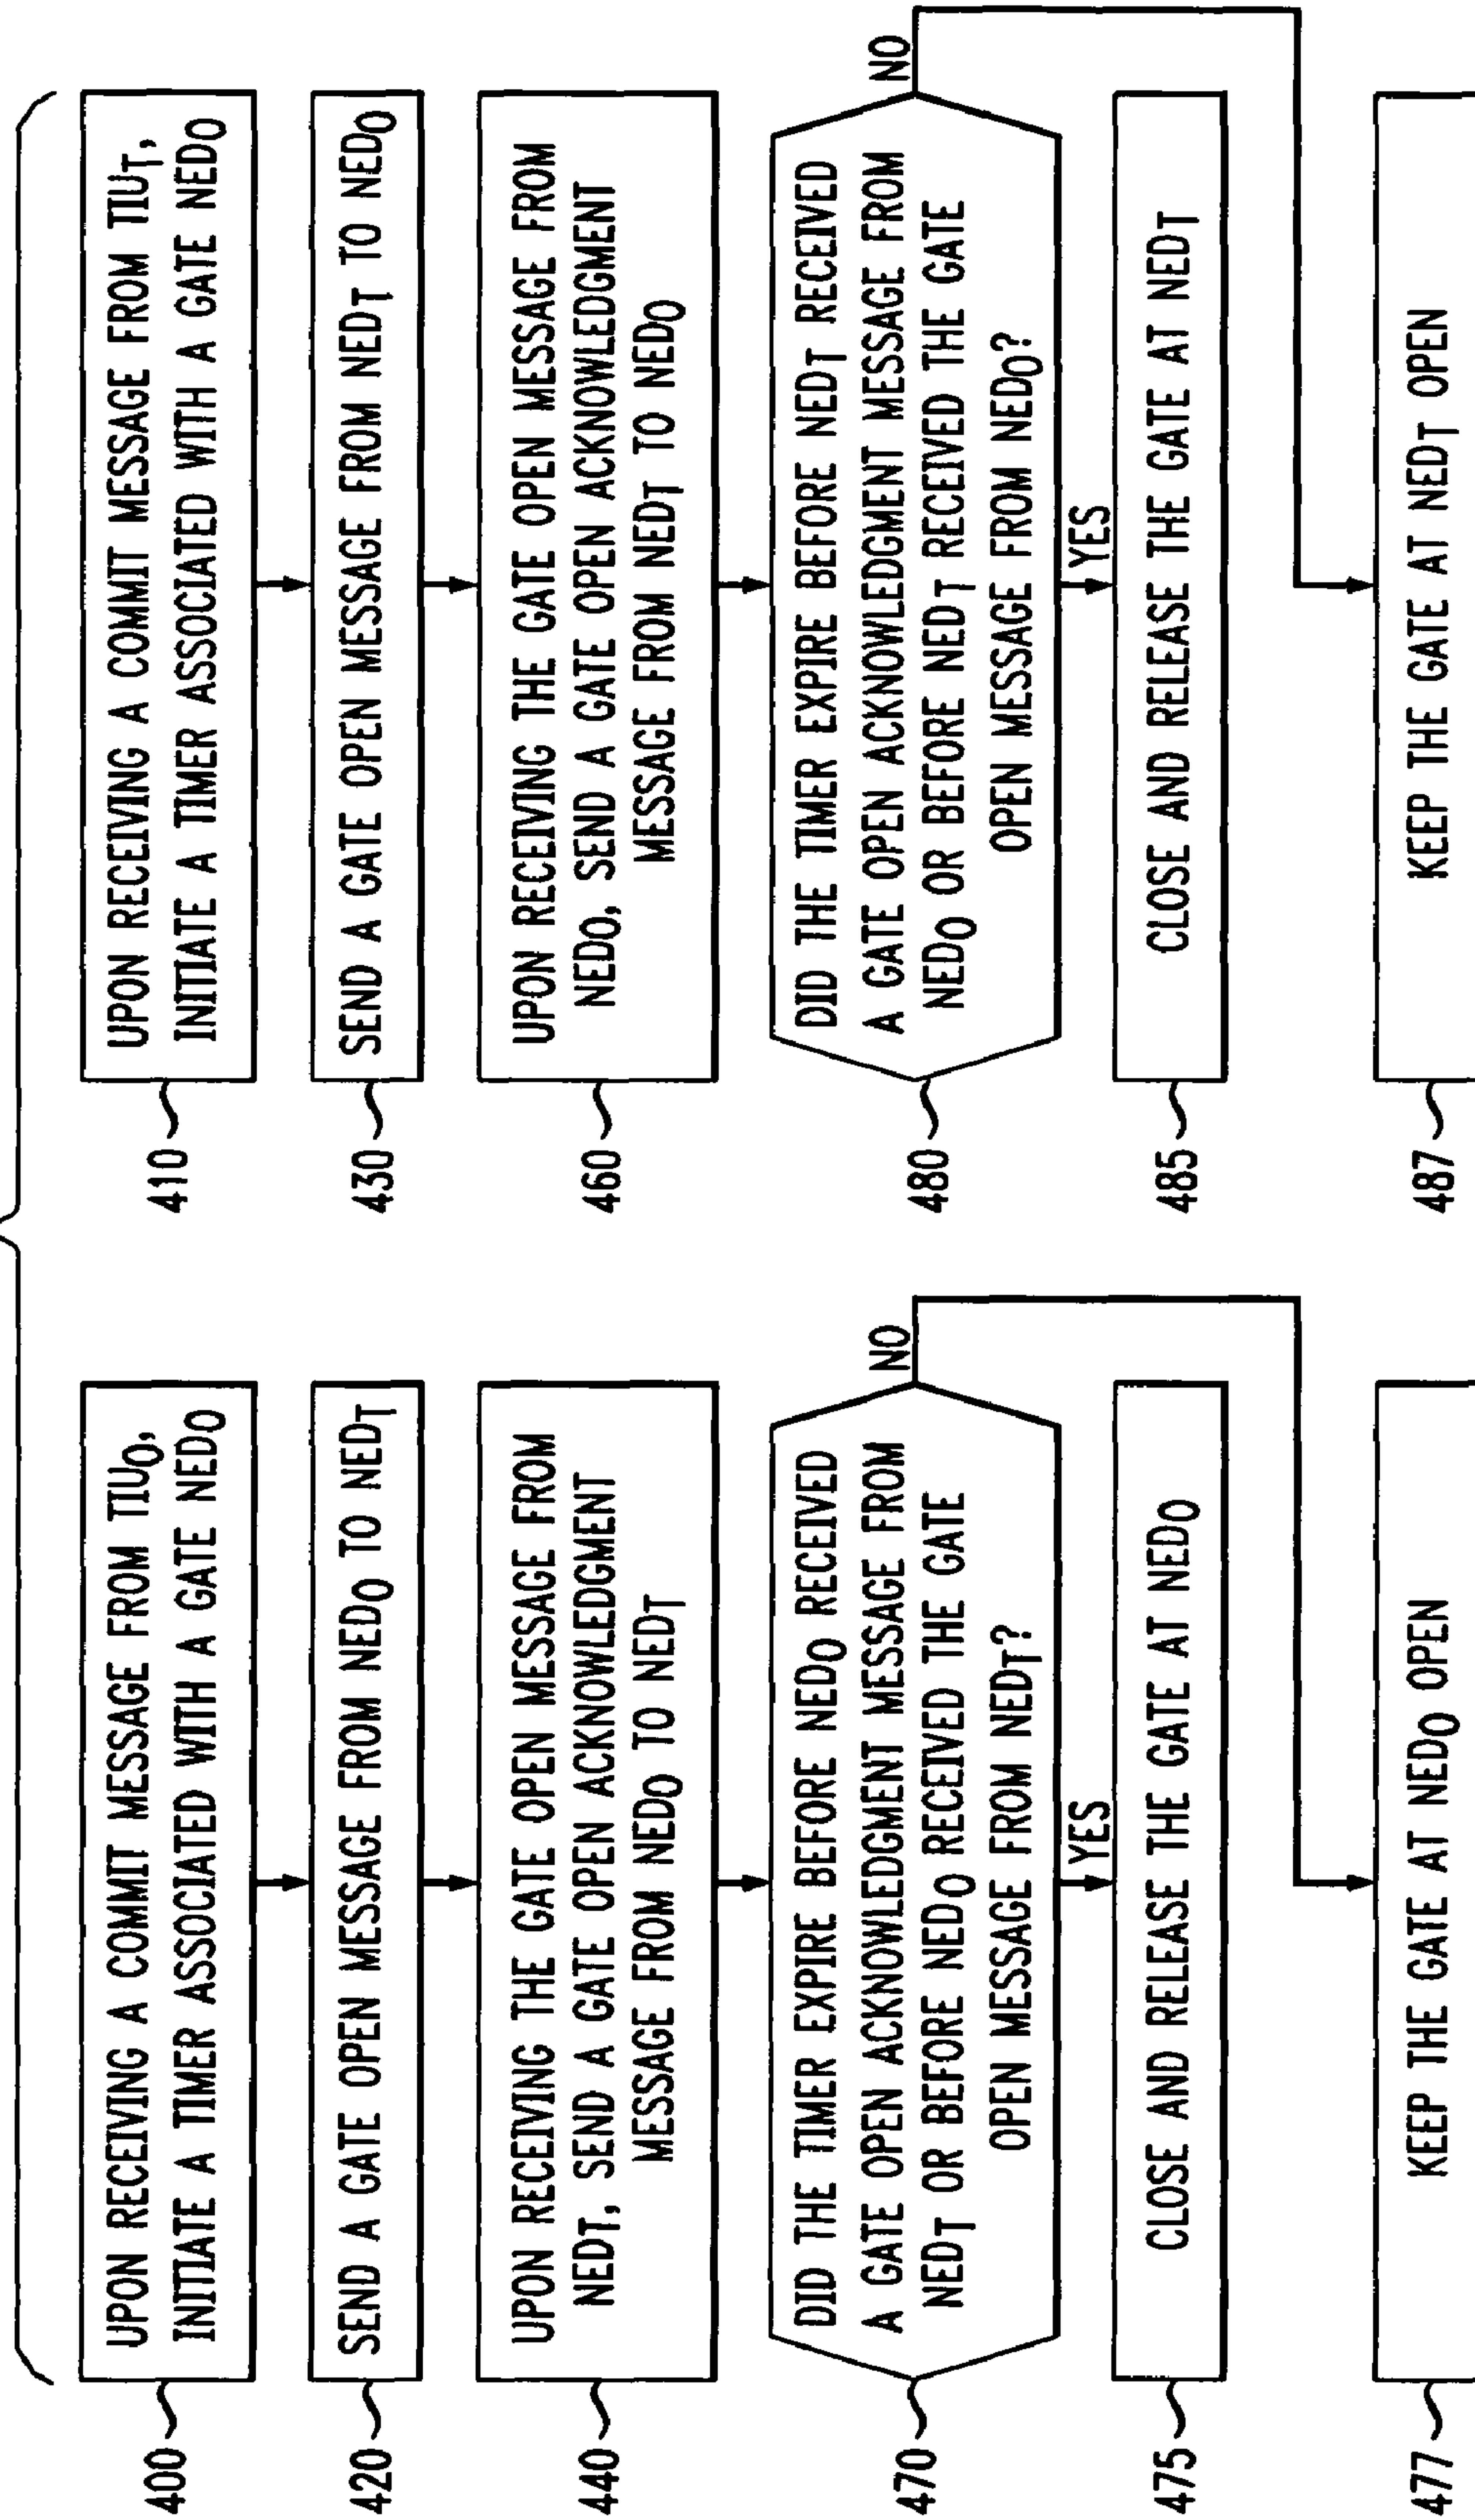 400
UPON RECEIVING A COMMIT MESSAGE FROM TIUO,
INITIATE A TIMER ASSOCIATED WITH A GATE NEDO
420
SEND A GATE OPEN MESSAGE FROM NEDO TO NEDT
440
UPON RECEIVING THE GATE OPEN MESSAGE FROM
NEDT, SEND A GATE OPEN ACKNOWLEDGMENT
MESSAGE FROM NEDO TO NEDT
470
DID THE TIMER EXPIRE BEFORE NEDO RECEIVED
A GATE OPEN ACKNOWLEDGMENT MESSAGE FROM
NEDT OR BEFORE NEDO RECEIVED THE GATE
OPEN MESSAGE FROM NEDT?
NO
YES
475
CLOSE AND RELEASE THE GATE AT NEDO
477
KEEP THE GATE AT NEDO OPEN
410
UPON RECEIVING A COMMIT MESSAGE FROM TIUT,
INITIATE A TIMER ASSOCIATED WITH A GATE NEDO
430
SEND A GATE OPEN MESSAGE FROM NEDT TO NEDO
460
UPON RECEIVING THE GATE OPEN MESSAGE FROM
NEDO, SEND A GATE OPEN ACKNOWLEDGMENT
MESSAGE FROM NEDT TO NEDO
480
DID THE TIMER EXPIRE BEFORE NEDT RECEIVED
A GATE OPEN ACKNOWLEDGMENT MESSAGE FROM
NEDO OR BEFORE NEDT RECEIVED THE GATE
OPEN MESSAGE FROM NEDO?
NO
YES
485
CLOSE AND RELEASE THE GATE AT NEDT
487
KEEP THE GATE AT NEDT OPEN